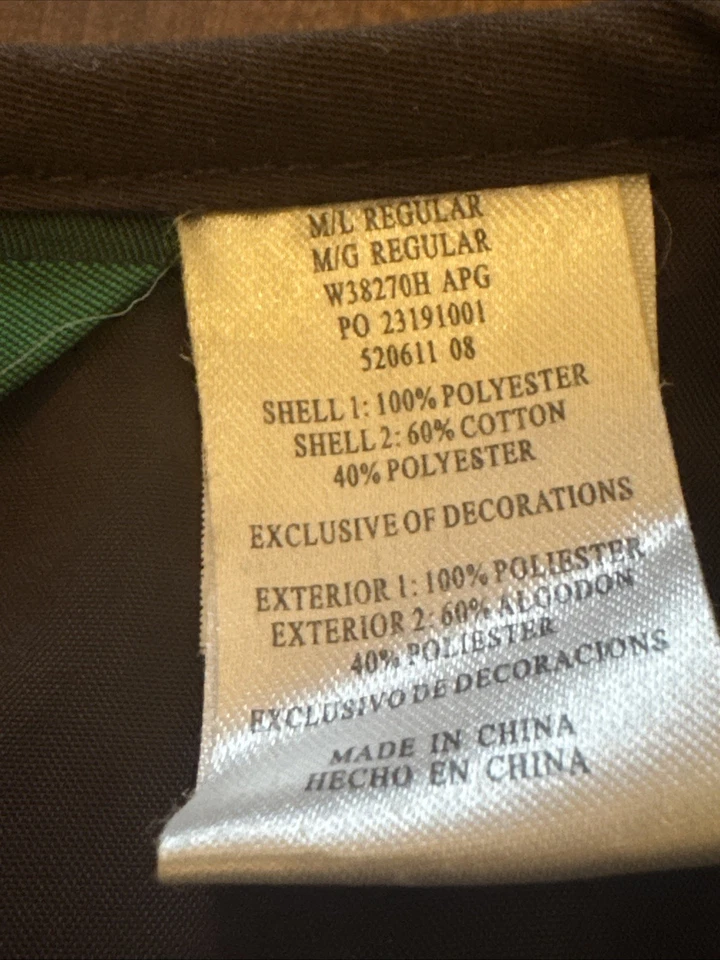 M/L REGULAR
M/G REGULAR
W38270H APG
PO 23191001
520611 08
SHELL 1: 100% POLYESTER
SHELL 2: 60% COTTON
40% POLYESTER
EXCLUSIVE OF DECORATIONS
EXTERIOR 1: 100% POLIESTER
EXTERIOR 2: 60% ALGODON
40% POLIESTER
EXCLUSIVO DE DECORACIONS
MADE IN CHINA
HECHO EN CHINA